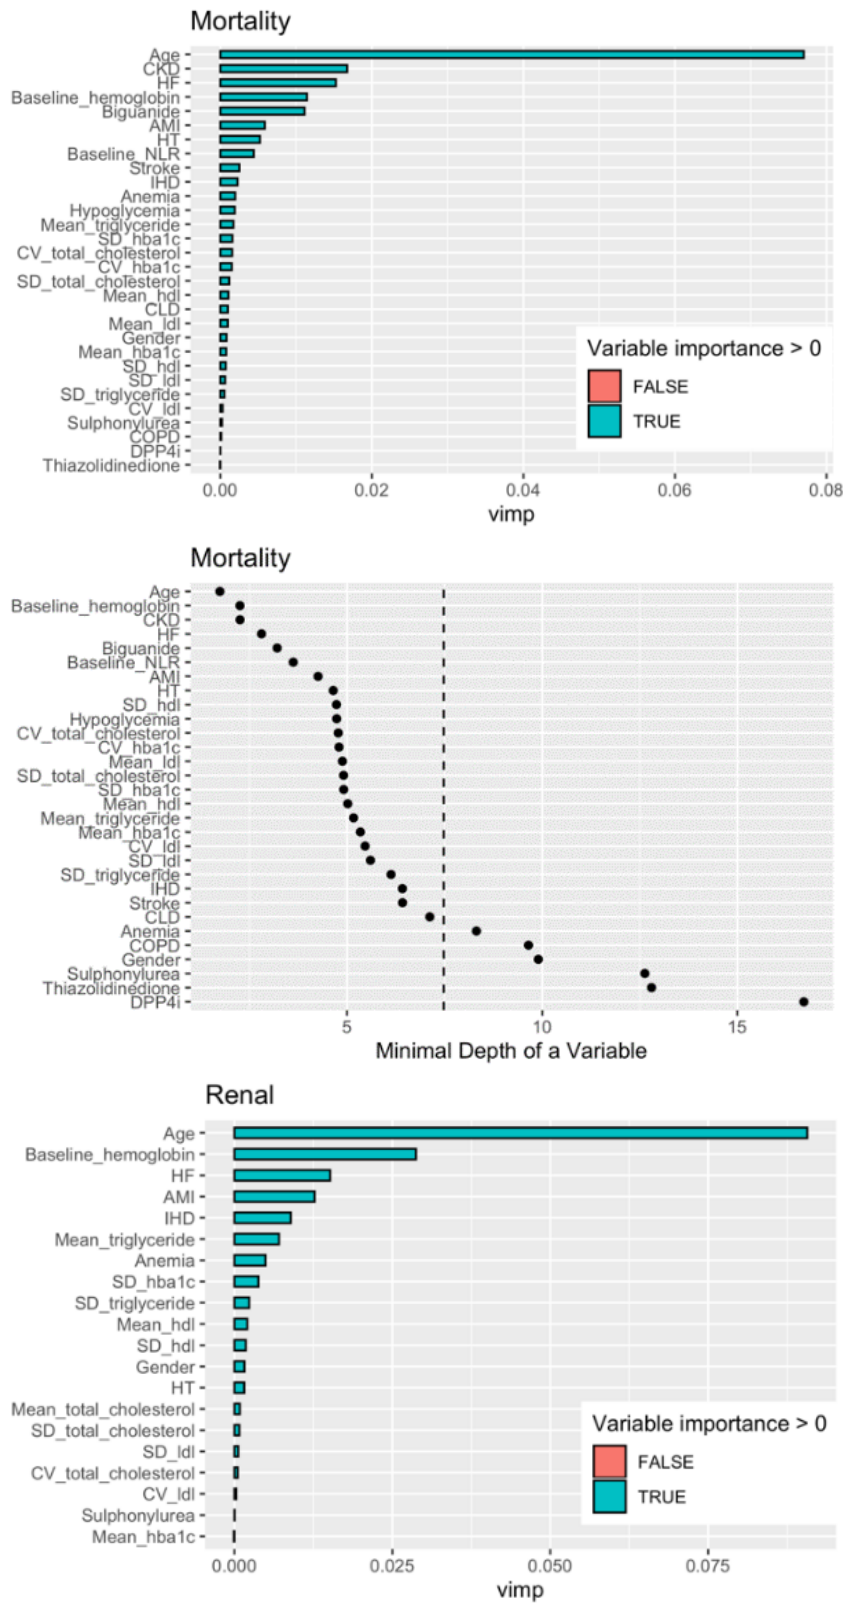 Mortality
Age
CKD
HF
Baseline_hemoglobin
Biguanide
AMI
HT
Baseline_NLR
Stroke
IHD
Anemia
Hypoglycemia
Mean_triglyceride
SD_hba1c
CV_total_cholesterol
CV_hba1c
SD_total_cholesterol
Mean_hdl
CLD
Mean_ldl
Gender
Mean_hba1c
SD_hdl
SD_ldl
SD_triglyceride
CV_ldl
Sulphonylurea
COPD
DPP4i
Thiazolidinedione
Variable importance > 0
FALSE
TRUE
0.00 0.02 0.04 0.06 0.08
vimp
Mortality
Age
Baseline_hemoglobin
CKD
HF
Biguanide
Baseline_NLR
AMI
HT
SD_hdl
Hypoglycemia
CV_total_cholesterol
CV_hba1c
Mean_ldl
SD_total_cholesterol
SD_hba1c
Mean_hdl
Mean_triglyceride
Mean_hba1c
CV_ldl
SD_ldl
SD_triglyceride
IHD
Stroke
CLD
Anemia
COPD
Gender
Sulphonylurea
Thiazolidinedione
DPP4i
5 10 15
Minimal Depth of a Variable
Renal
Age
Baseline_hemoglobin
HF
AMI
IHD
Mean_triglyceride
Anemia
SD_hba1c
SD_triglyceride
Mean_hdl
SD_hdl
Gender
HT
Mean_total_cholesterol
SD_total_cholesterol
SD_ldl
CV_total_cholesterol
CV_ldl
Sulphonylurea
Mean_hba1c
Variable importance > 0
FALSE
TRUE
0.000 0.025 0.050 0.075
vimp